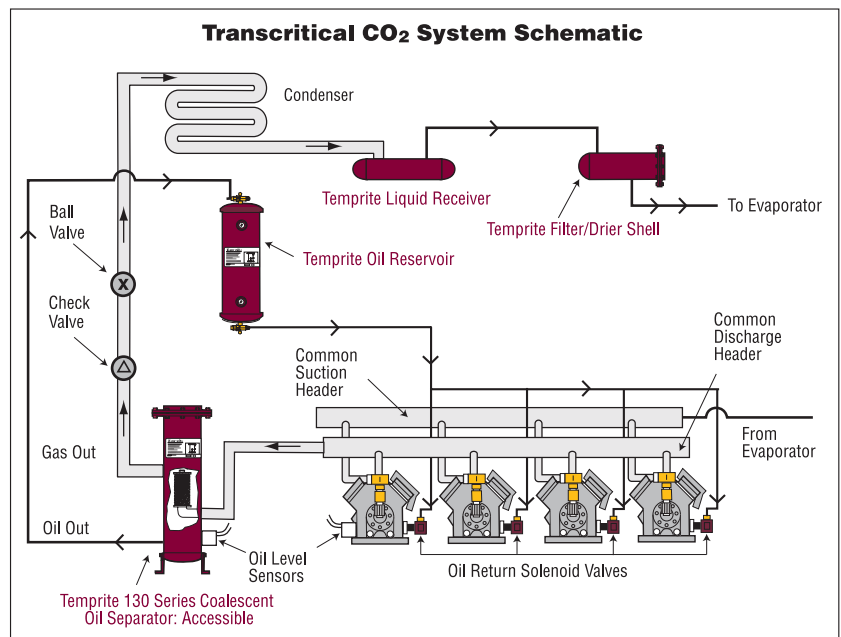 Transcritical CO₂ System Schematic
Condenser
Temprite Liquid Receiver
Temprite Filter/Drier Shell
To Evaporator
Ball
Valve
Temprite Oil Reservoir
Check
Valve
Common
Suction
Header
Common
Discharge
Header
From
Evaporator
Gas Out
Oil Out
Oil Level
Sensors
Oil Return Solenoid Valves
Temprite 130 Series Coalescent
Oil Separator: Accessible
X